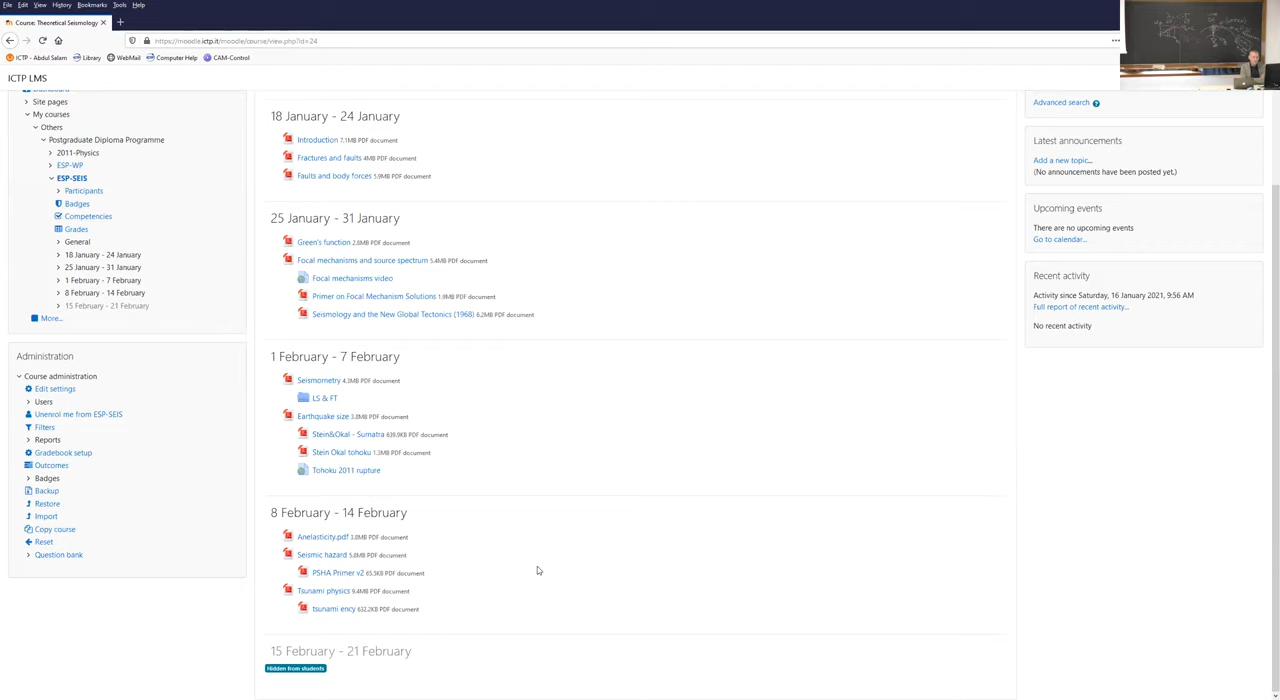 File Edit View History Bookmarks Tools Help
Course: Theoretical Seismology
https://moodle.ictp.it/moodle/course/view.php?id=24
ICTP - Abdul Salam Library WebMail Computer Help CAM-Control
ICTP LMS
Dashboard
Site pages
My courses
Others
Postgraduate Diploma Programme
2011-Physics
ESP-WP
ESP-SEIS
Participants
Badges
Competencies
Grades
General
18 January - 24 January
25 January - 31 January
1 February - 7 February
8 February - 14 February
15 February - 21 February
More...
Administration
Course administration
Edit settings
Users
Unenrol me from ESP-SEIS
Filters
Reports
Gradebook setup
Outcomes
Badges
Backup
Restore
Import
Copy course
Reset
Question bank
18 January - 24 January
Introduction 7.1MB PDF document
Fractures and faults 4MB PDF document
Faults and body forces 5.9MB PDF document
25 January - 31 January
Green's function 2.8MB PDF document
Focal mechanisms and source spectrum 5.4MB PDF document
Focal mechanisms video
Primer on Focal Mechanism Solutions 1.9MB PDF document
Seismology and the New Global Tectonics (1968) 6.2MB PDF document
1 February - 7 February
Seismometry 4.3MB PDF document
LS & FT
Earthquake size 3.8MB PDF document
Stein&Okal - Sumatra 639.9KB PDF document
Stein Okal tohoku 1.3MB PDF document
Tohoku 2011 rupture
8 February - 14 February
Anelasticity.pdf 3.8MB PDF document
Seismic hazard 5.8MB PDF document
PSHA Primer v2 65.5KB PDF document
Tsunami physics 9.4MB PDF document
tsunami ency 632.2KB PDF document
15 February - 21 February
Hidden from students
Advanced search
Latest announcements
Add a new topic...
(No announcements have been posted yet.)
Upcoming events
There are no upcoming events
Go to calendar...
Recent activity
Activity since Saturday, 16 January 2021, 9:56 AM
Full report of recent activity...
No recent activity